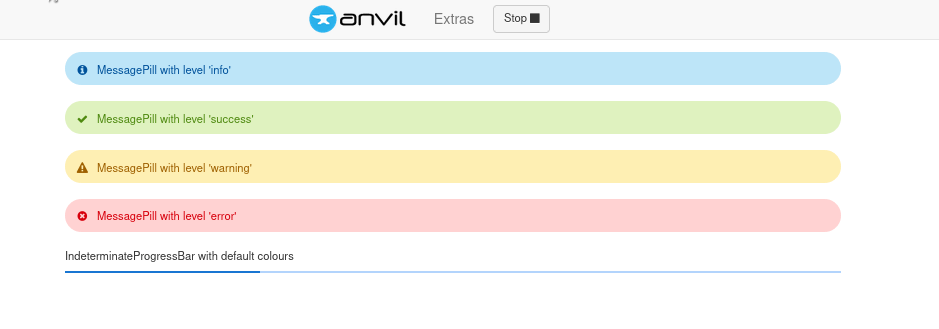 anvil Extras Stop
MessagePill with level 'info'
MessagePill with level 'success'
MessagePill with level 'warning'
MessagePill with level 'error'
IndeterminateProgressBar with default colours